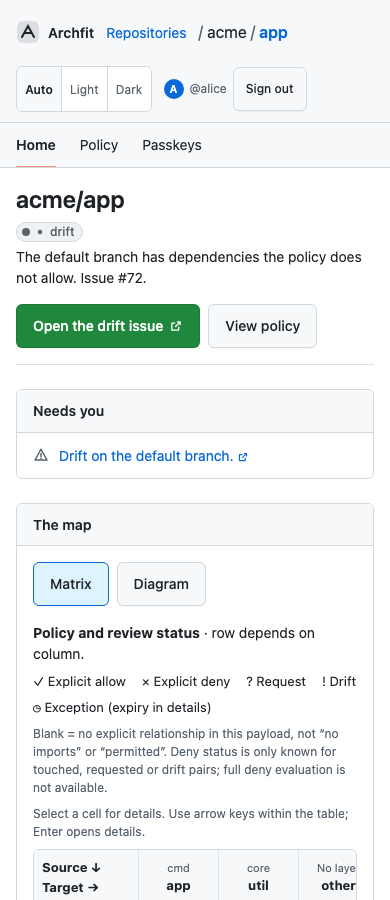 Archfit Repositories / acme / app
Auto Light Dark A @alice Sign out
Home Policy Passkeys
acme/app
drift
The default branch has dependencies the policy does
not allow. Issue #72.
Open the drift issue View policy
Needs you
Drift on the default branch.
The map
Matrix Diagram
Policy and review status · row depends on
column.
✓ Explicit allow × Explicit deny ? Request ! Drift
◷ Exception (expiry in details)
Blank = no explicit relationship in this payload, not “no
imports” or “permitted”. Deny status is only known for
touched, requested or drift pairs; full deny evaluation is
not available.
Select a cell for details. Use arrow keys within the table;
Enter opens details.
Source ↓ cmd core No laye
Target → app util other